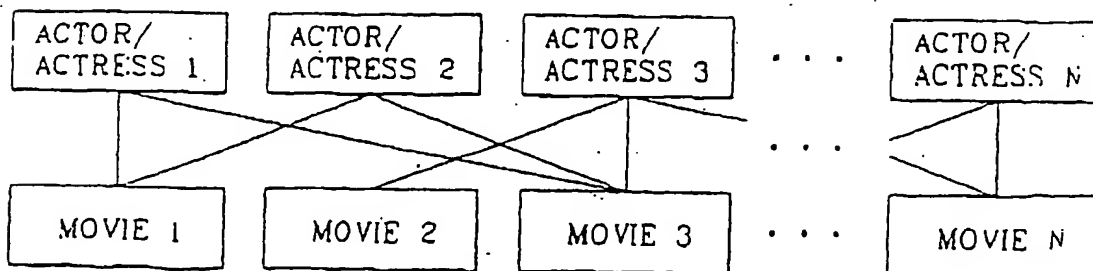 ACTOR/
ACTRESS 1
ACTOR/
ACTRESS 2
ACTOR/
ACTRESS 3
. . .
ACTOR/
ACTRESS N
. . .
MOVIE 1
MOVIE 2
MOVIE 3
. . .
MOVIE N